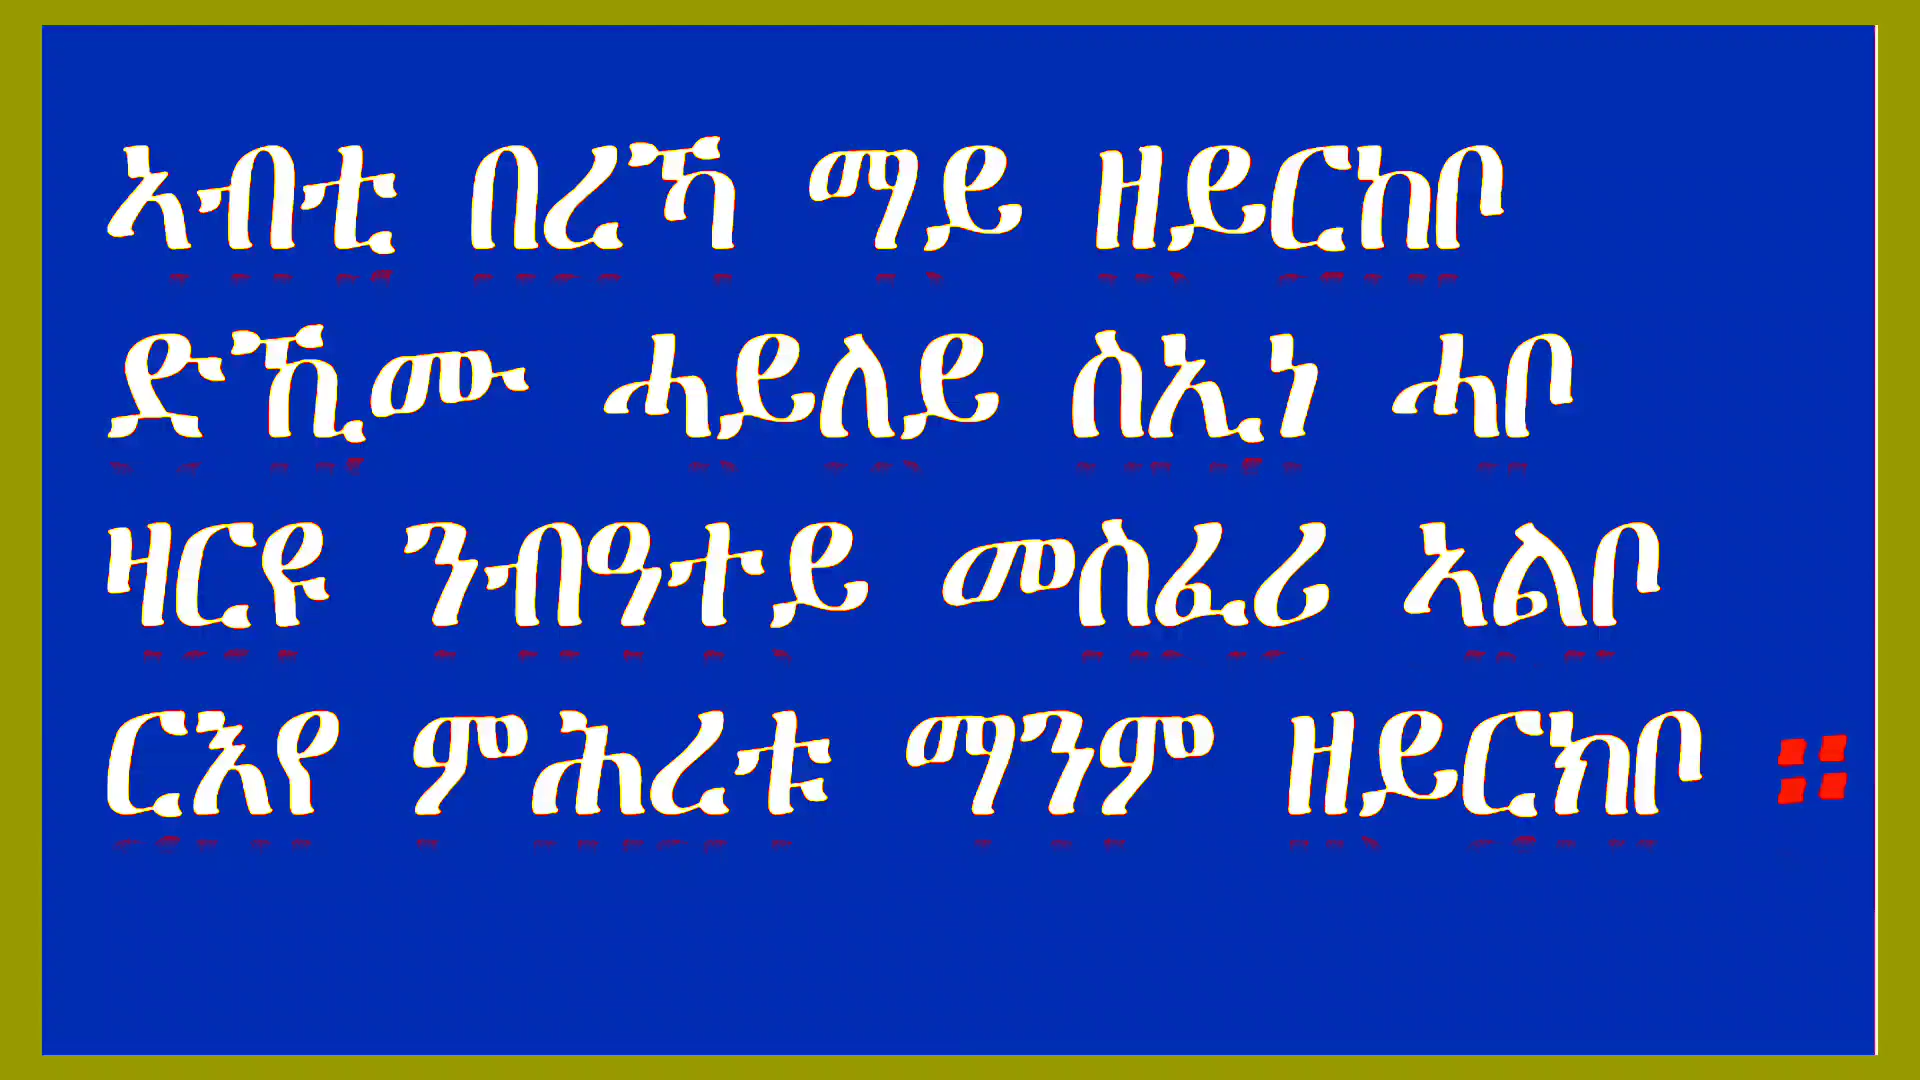 ኣብቲ በረኻ ማይ ዘይርከቦ
ድኺሙ ሓይለይ ስኢነ ሓቦ
ዛርዩ ንብዓተይ መስፈሪ ኣልቦ
ርእየ ምሕረቱ ማንም ዘይርክቦ ።